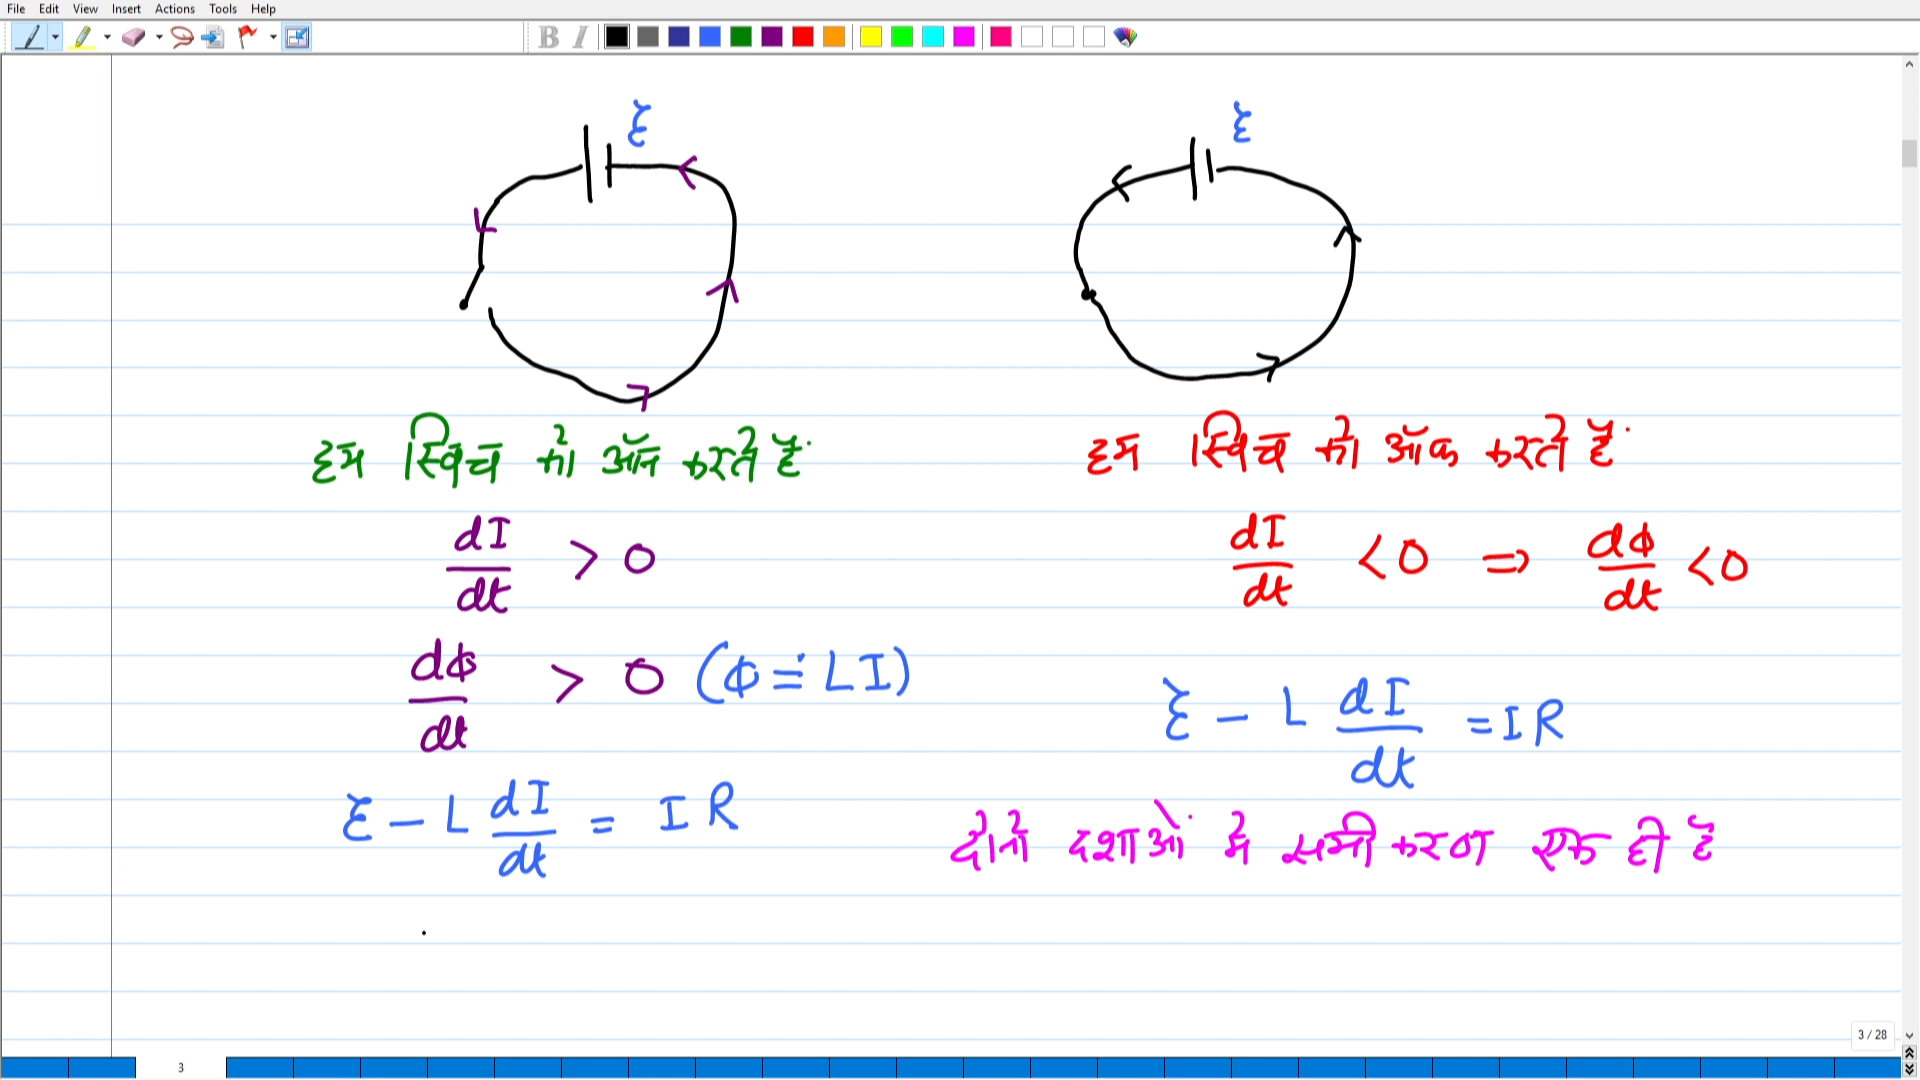 File Edit View Insert Actions Tools Help
B I
ξ
ξ
हम स्विच को ऑन करते हैं.
हम स्विच को ऑफ करते हैं.
dI/dt > 0
dI/dt < 0 ⇒ dΦ/dt < 0
dΦ/dt > 0 (Φ = LI)
ξ - L dI/dt = IR
ξ - L dI/dt = IR
दोनो दशाओं मे समीकरण एक ही है
3 / 28
3